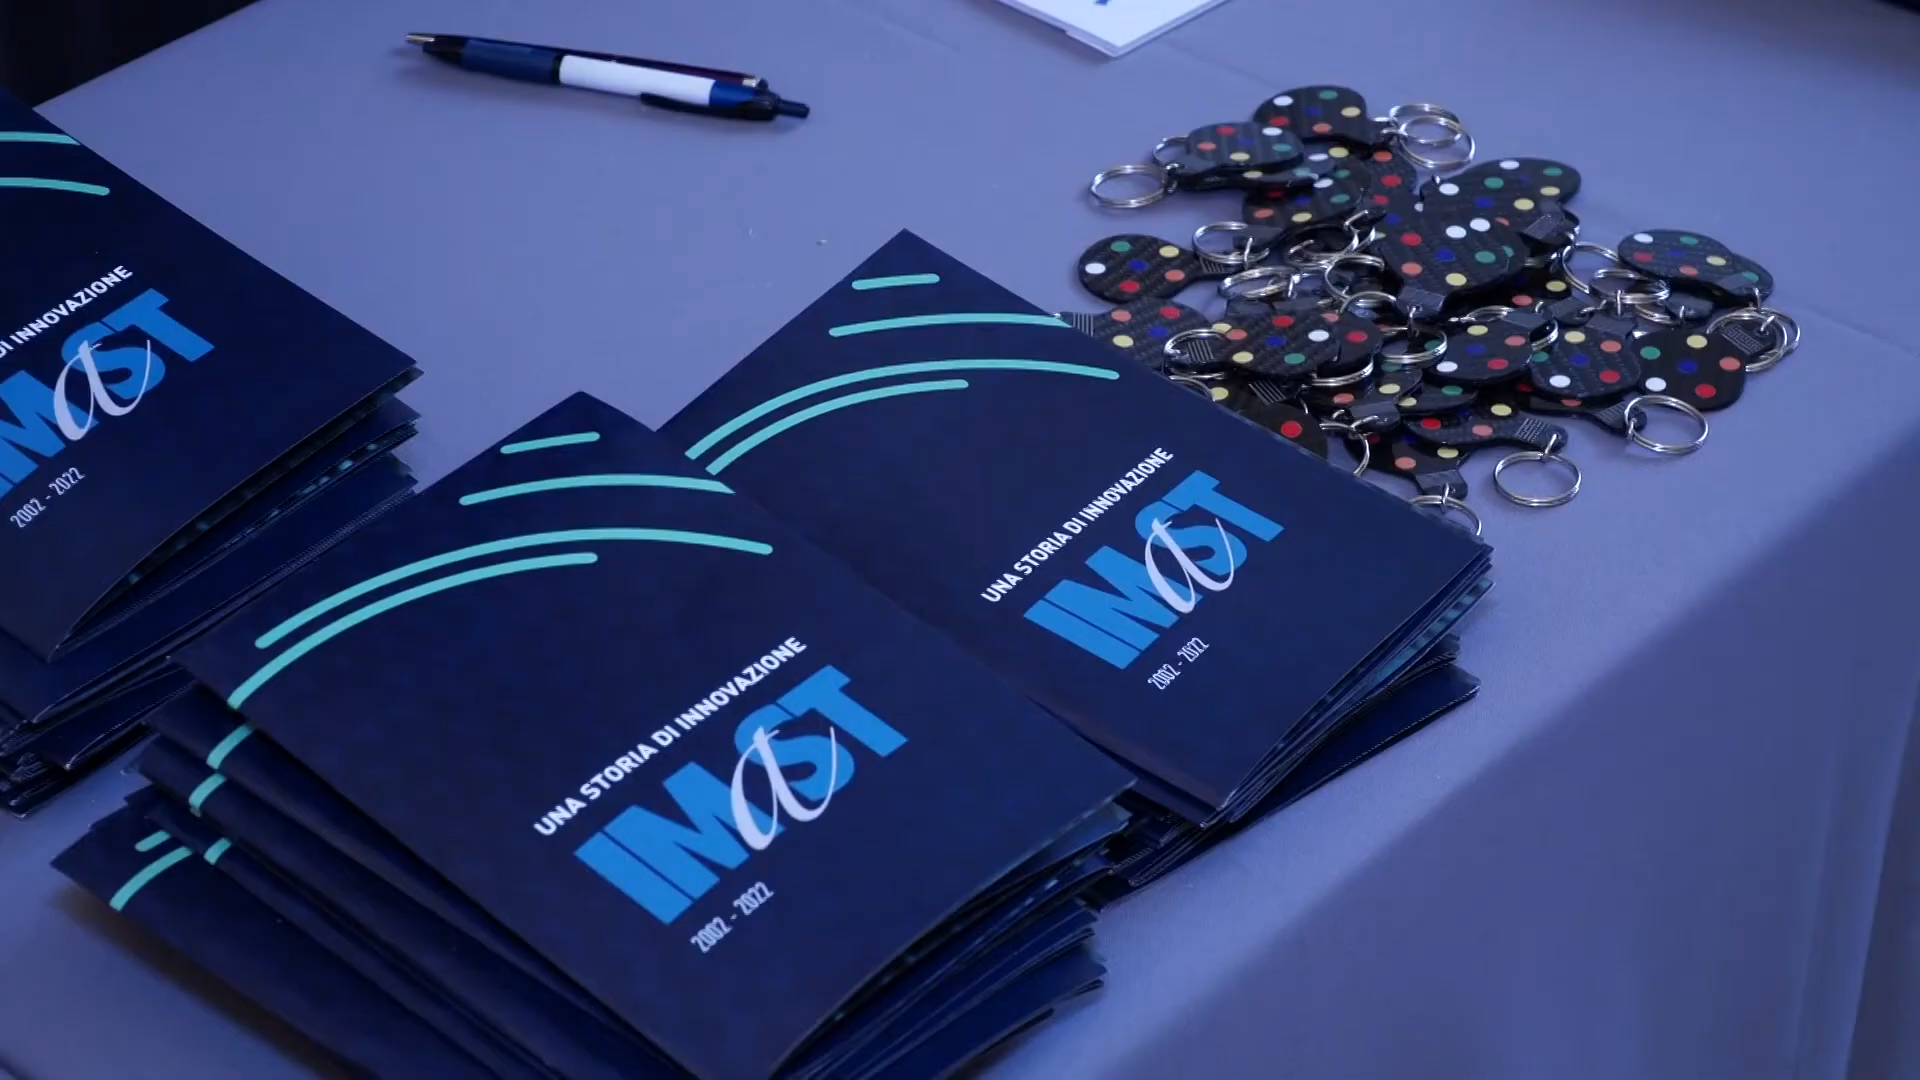 DI INNOVAZIONE
IMaST
2002 - 2022
UNA STORIA DI INNOVAZIONE
IMaST
2002 - 2022
UNA STORIA DI INNOVAZIONE
IMaST
2002 - 2022